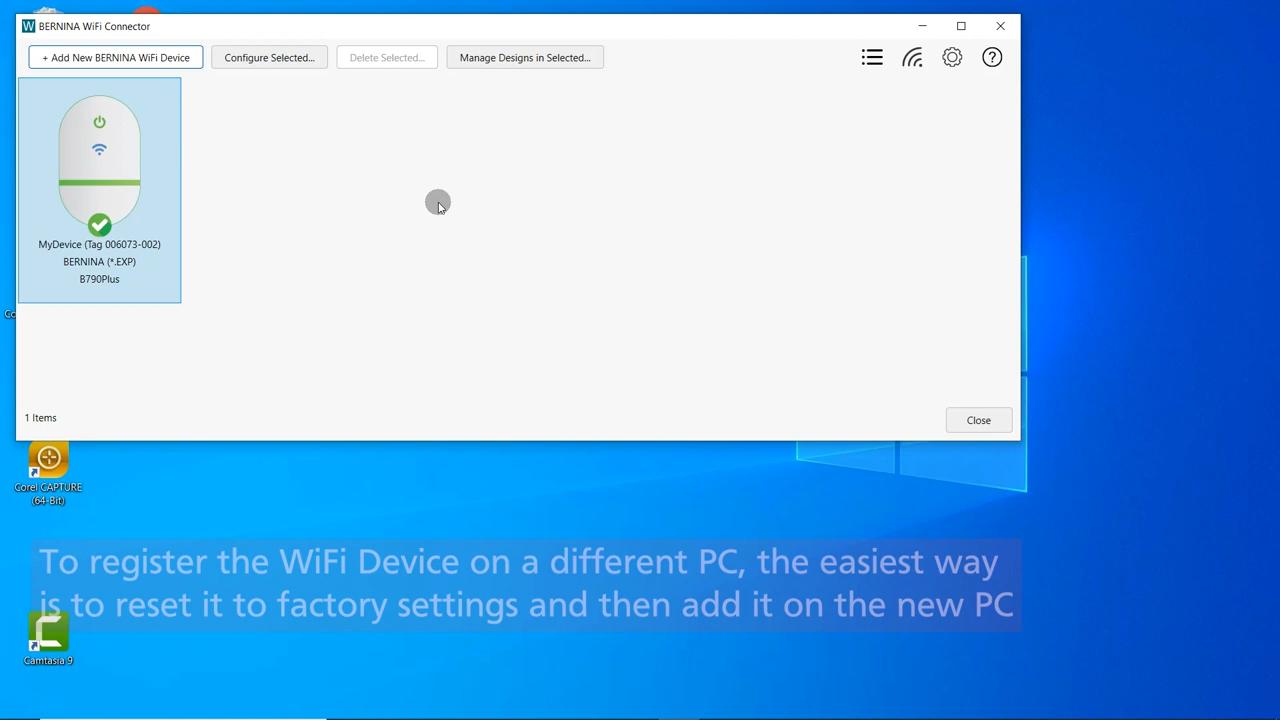 BERNINA WiFi Connector
+ Add New BERNINA WiFi Device
Configure Selected...
Delete Selected...
Manage Designs in Selected...
MyDevice (Tag 006073-002)
BERNINA (*.EXP)
B790Plus
Co
1 Items
Close
Corel CAPTURE
(64-Bit)
To register the WiFi Device on a different PC, the easiest way
is to reset it to factory settings and then add it on the new PC
Camtasia 9